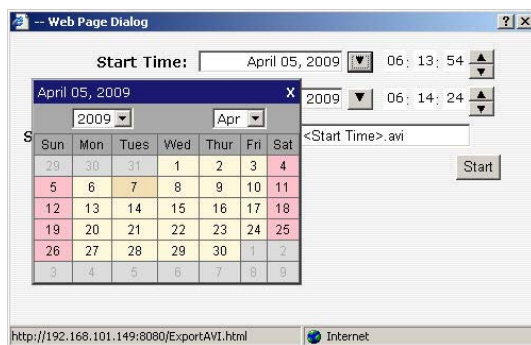 -- Web Page Dialog ? x
Start Time: April 05, 2009 06: 13: 54
April 05, 2009 X
2009 06: 14: 24
2009 Apr
S <Start Time>.avi
Sun Mon Tues Wed Thur Fri Sat
29 30 31 1 2 3 4
Start
5 6 7 8 9 10 11
12 13 14 15 16 17 18
19 20 21 22 23 24 25
26 27 28 29 30 1 2
3 4 5 6 7 8 9
http://192.168.101.149:8080/ExportAVI.html Internet